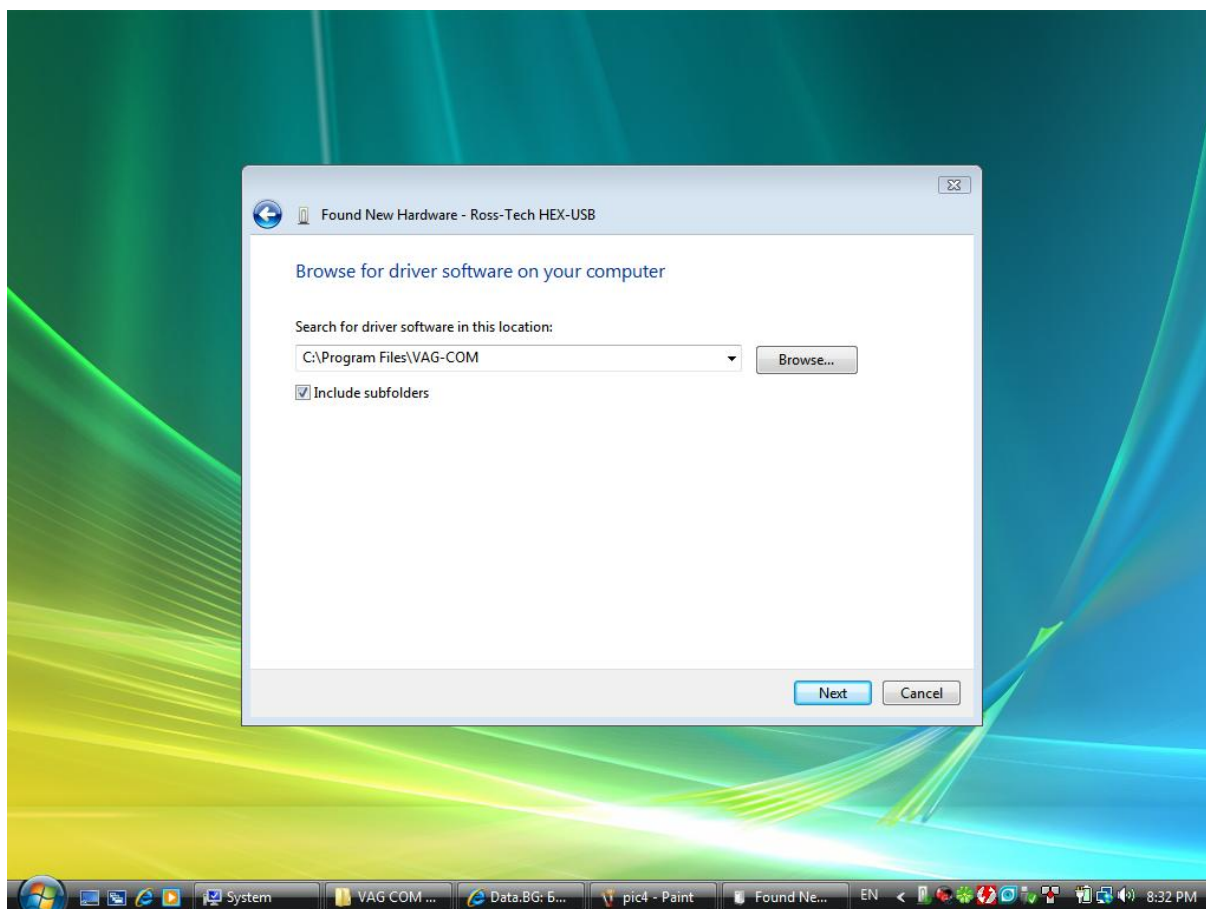 Found New Hardware - Ross-Tech HEX-USB
Browse for driver software on your computer
Search for driver software in this location:
C:\Program Files\VAG-COM
Browse...
Include subfolders
Next
Cancel
System
VAG COM ...
Data.BG: Б...
pic4 - Paint
Found Ne...
EN
8:32 PM